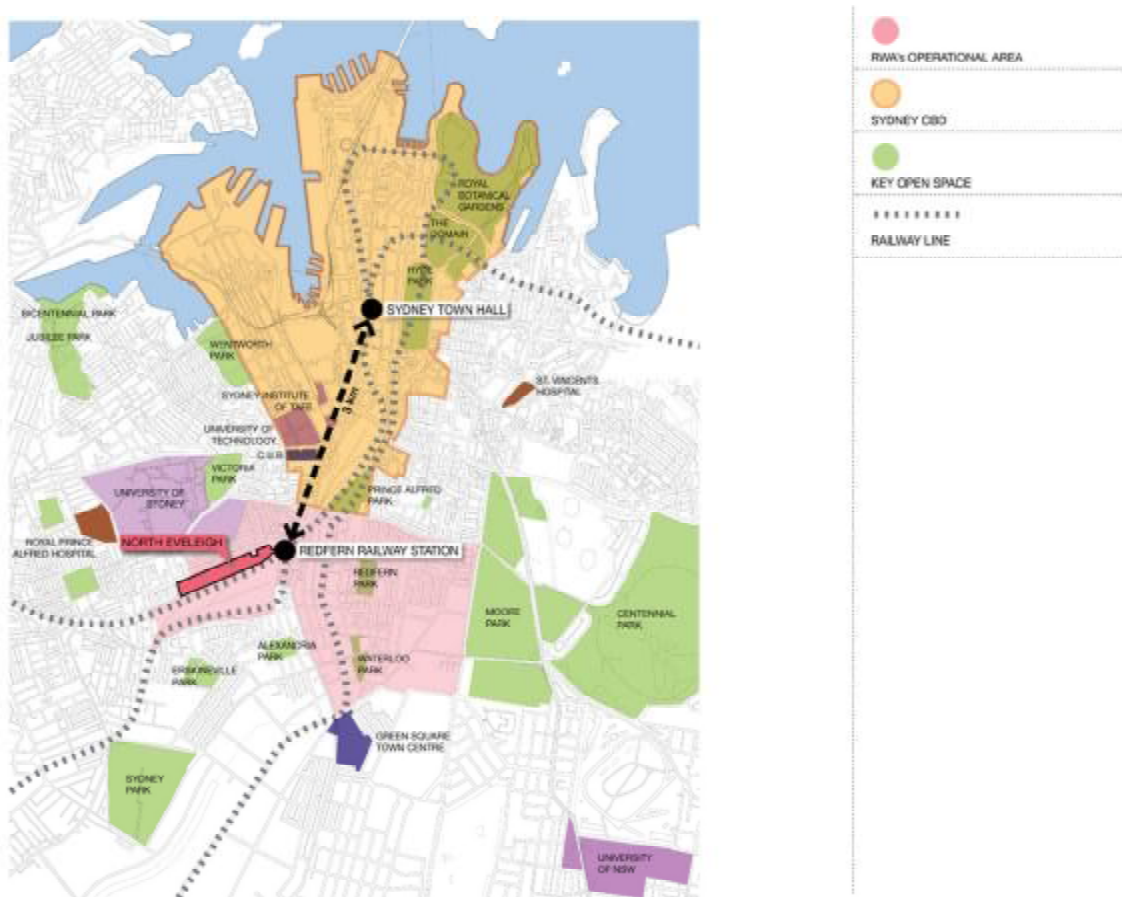 RWA's OPERATIONAL AREA
SYDNEY CBD
KEY OPEN SPACE
RAILWAY LINE
ROYAL
BOTANICAL
GARDENS
THE
DOMAIN
HYDE
PARK
SYDNEY TOWN HALL
BICENTENNIAL PARK
JUBILEE PARK
WENTWORTH
PARK
3 km
ST. VINCENTS
HOSPITAL
SYDNEY INSTITUTE
OF TAFE
UNIVERSITY OF
TECHNOLOGY
C.U.B.
VICTORIA
PARK
UNIVERSITY OF
SYDNEY
PRINCE ALFRED
PARK
ROYAL PRINCE
ALFRED HOSPITAL
NORTH EVELEIGH
REDFERN RAILWAY STATION
REDFERN
PARK
MOORE
PARK
CENTENNIAL
PARK
ALEXANDRIA
PARK
WATERLOO
PARK
ERSKINEVILLE
PARK
GREEN SQUARE
TOWN CENTRE
SYDNEY
PARK
UNIVERSITY
OF NSW